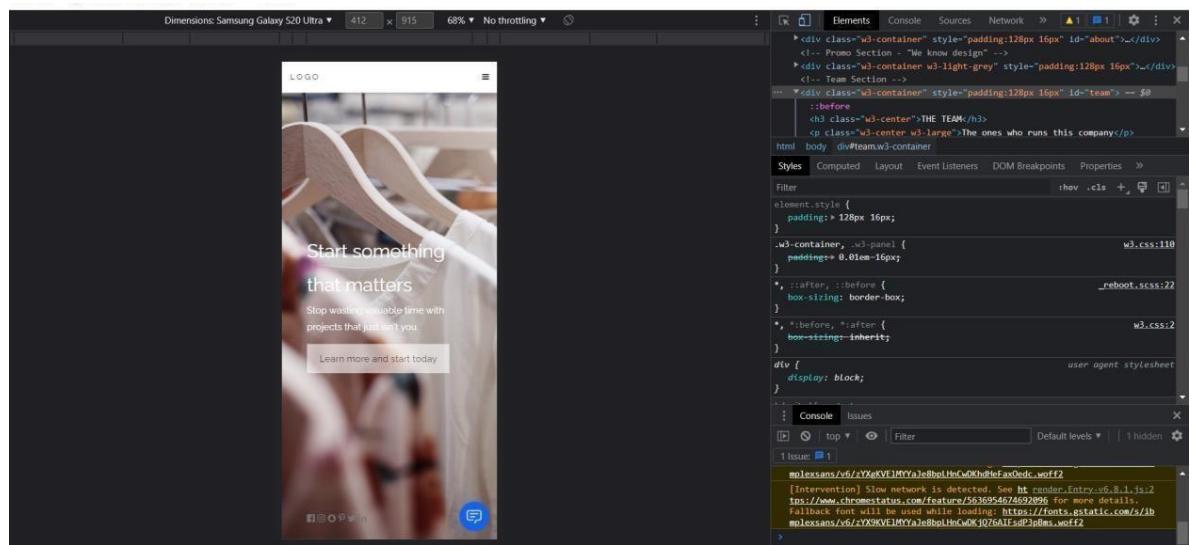 Dimensions: Samsung Galaxy S20 Ultra ▼ 412 × 915 68% ▼ No throttling ▼
LOGO
Start something
that matters
Stop wasting valuable time with
projects that just isn't you.
Learn more and start today
Elements Console Sources Network » 1 1
<div class="w3-container" style="padding:128px 16px" id="about">…</div>
<!-- Promo Section - "We know design" -->
<div class="w3-container w3-light-grey" style="padding:128px 16px">…</div>
<!-- Team Section -->
<div class="w3-container" style="padding:128px 16px" id="team"> == $0
::before
<h3 class="w3-center">THE TEAM</h3>
<p class="w3-center w3-large">The ones who runs this company</p>
html body div#team.w3-container
Styles Computed Layout Event Listeners DOM Breakpoints Properties »
Filter :hov .cls +
element.style {
padding: 128px 16px;
}
.w3-container, .w3-panel { w3.css:110
padding: 0.01em 16px;
}
*, ::after, ::before { _reboot.scss:22
box-sizing: border-box;
}
*, *:before, *:after { w3.css:2
box-sizing: inherit;
}
div { user agent stylesheet
display: block;
}
Console Issues
top ▼ Filter Default levels ▼ 1 hidden
1 Issue: 1
[Intervention] Slow network is detected. See ht render.Entry-v6.8.1.js:2
tps://www.chromestatus.com/feature/5636954674692096 for more details.
Fallback font will be used while loading: https://fonts.gstatic.com/s/ib